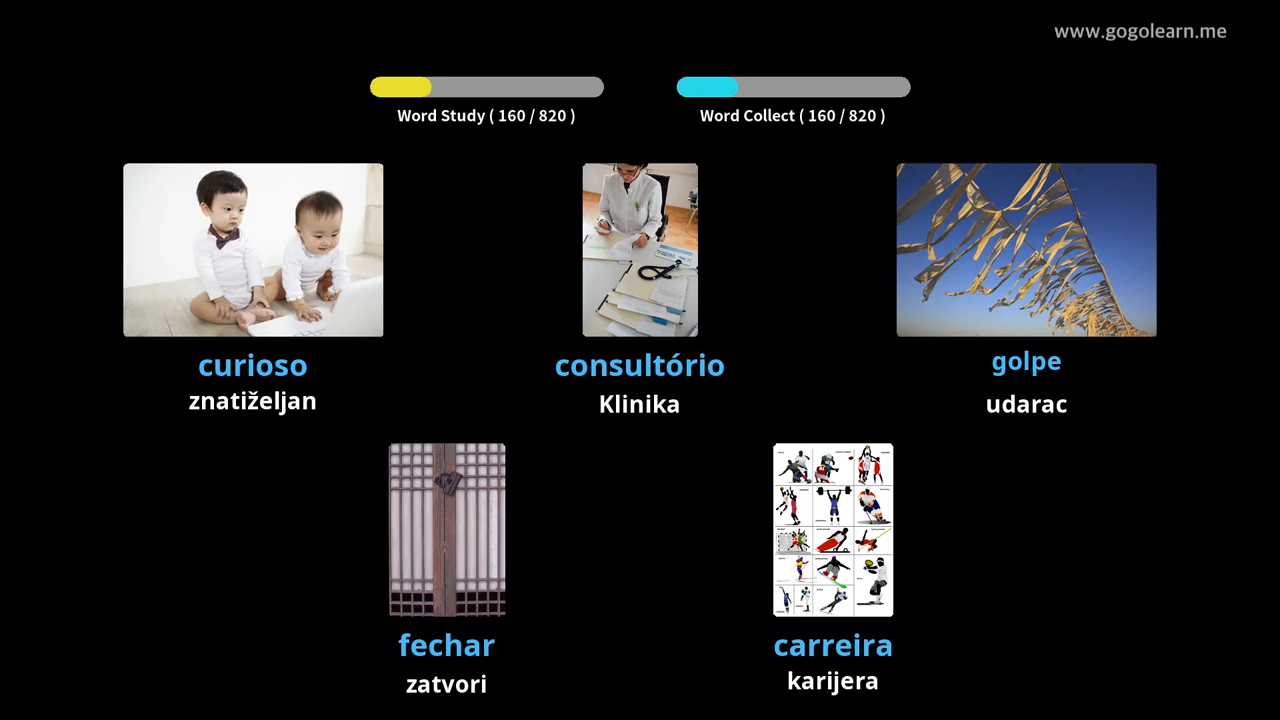 www.gogolearn.me
Word Study ( 160 / 820 )
Word Collect ( 160 / 820 )
curioso
znatiželjan
consultório
Klinika
golpe
udarac
fechar
zatvori
carreira
karijera